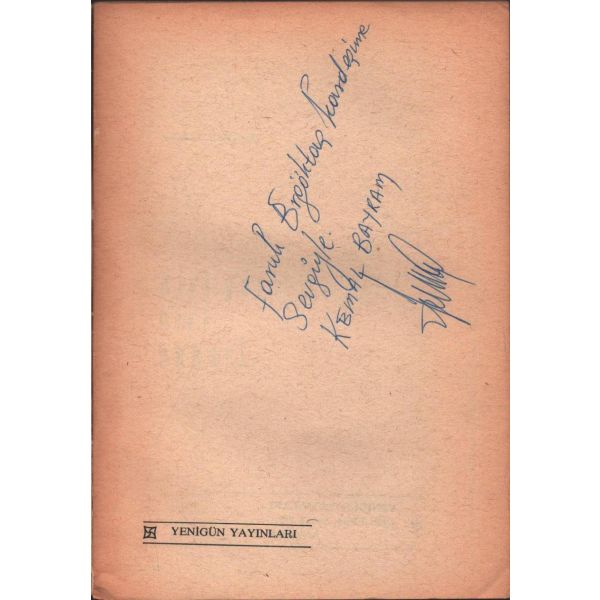 Faruk Ergöktaş kardeşime
Sevgiyle.
KEMAL BAYRAM
YENİGÜN YAYINLARI